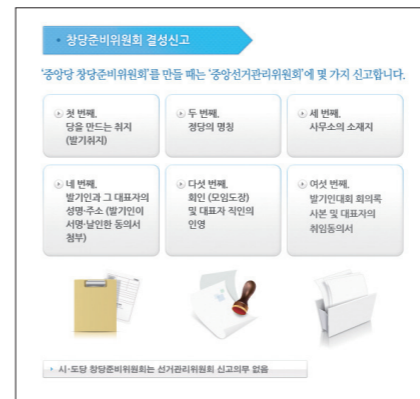 창당준비위원회 결성신고
'중앙당 창당준비위원회'를 만들 때는 '중앙선거관리위원회'에 몇 가지 신고합니다.
첫 번째,
당을 만드는 취지
(발기취지)
두 번째,
정당의 명칭
세 번째,
사무소의 소재지
네 번째,
발기인과 그 대표자의
성명·주소 (발기인이
서명·날인한 동의서
첨부)
다섯 번째,
회인 (모임도장)
및 대표자 직인의
인영
여섯 번째,
발기인대회 회의록
사본 및 대표자의
취임동의서
시·도당 창당준비위원회는 선거관리위원회 신고의무 없음